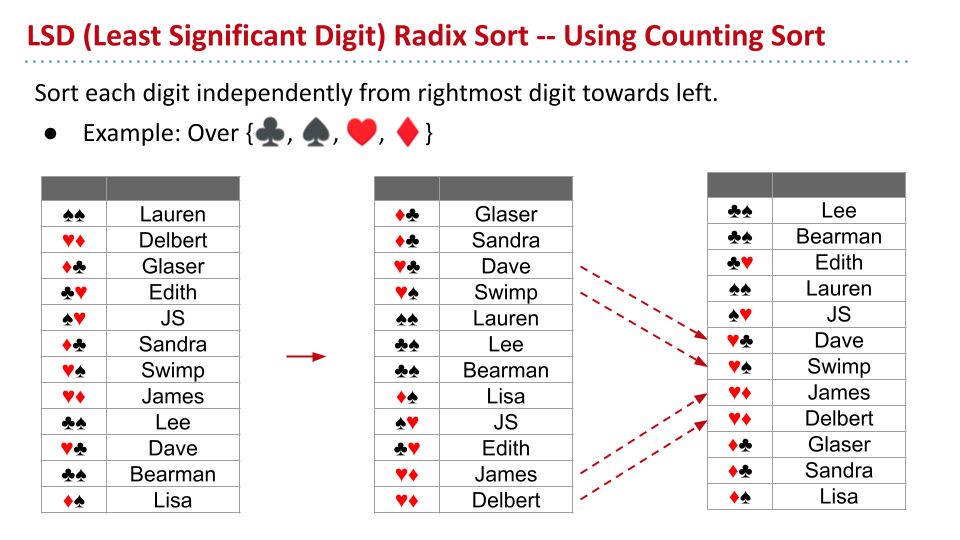 LSD (Least Significant Digit) Radix Sort -- Using Counting Sort
Sort each digit independently from rightmost digit towards left.
● Example: Over {♣, ♠, ♥, ♦}
♠♠ Lauren
♥♦ Delbert
♦♣ Glaser
♣♥ Edith
♠♥ JS
♦♣ Sandra
♥♠ Swimp
♥♦ James
♣♠ Lee
♥♣ Dave
♣♠ Bearman
♦♠ Lisa
♦♣ Glaser
♦♣ Sandra
♥♣ Dave
♥♠ Swimp
♠♠ Lauren
♣♠ Lee
♣♠ Bearman
♦♠ Lisa
♠♥ JS
♣♥ Edith
♥♦ James
♥♦ Delbert
♣♠ Lee
♣♠ Bearman
♣♥ Edith
♠♠ Lauren
♠♥ JS
♥♣ Dave
♥♠ Swimp
♥♦ James
♥♦ Delbert
♦♣ Glaser
♦♣ Sandra
♦♠ Lisa